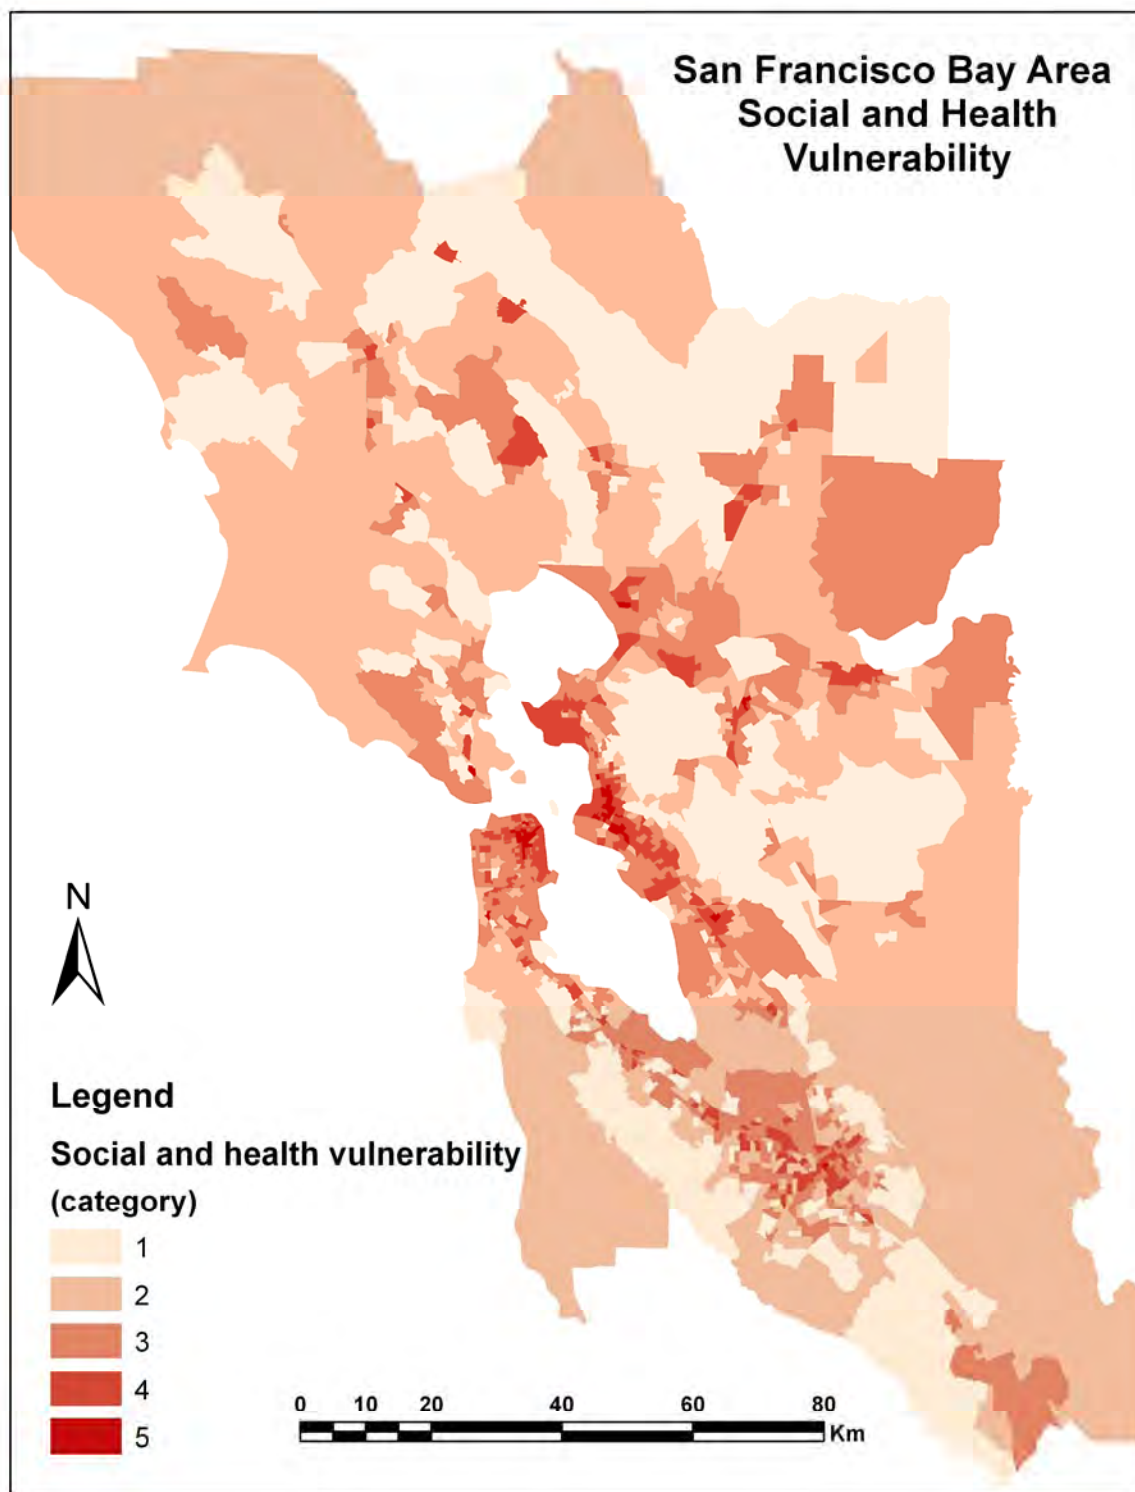 San Francisco Bay Area
Social and Health
Vulnerability
N
Legend
Social and health vulnerability
(category)
1
2
3
4
5
0 10 20 40 60 80
Km